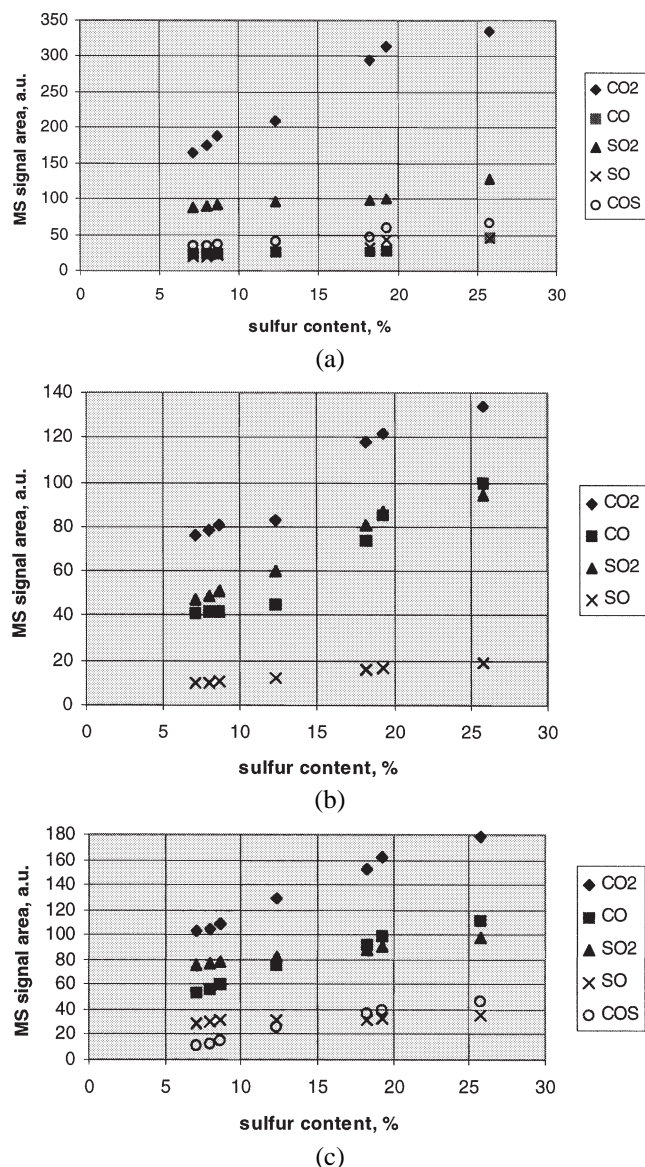 350
300
250
200
150
100
50
0
MS signal area, a.u.
0 5 10 15 20 25 30
sulfur content, %
CO2
CO
SO2
SO
COS
(a)
140
120
100
80
60
40
20
0
MS signal area, a.u.
0 5 10 15 20 25 30
sulfur content, %
CO2
CO
SO2
SO
(b)
180
160
140
120
100
80
60
40
20
0
MS signal area, a.u.
0 5 10 15 20 25 30
sulfur content, %
CO2
CO
SO2
SO
COS
(c)